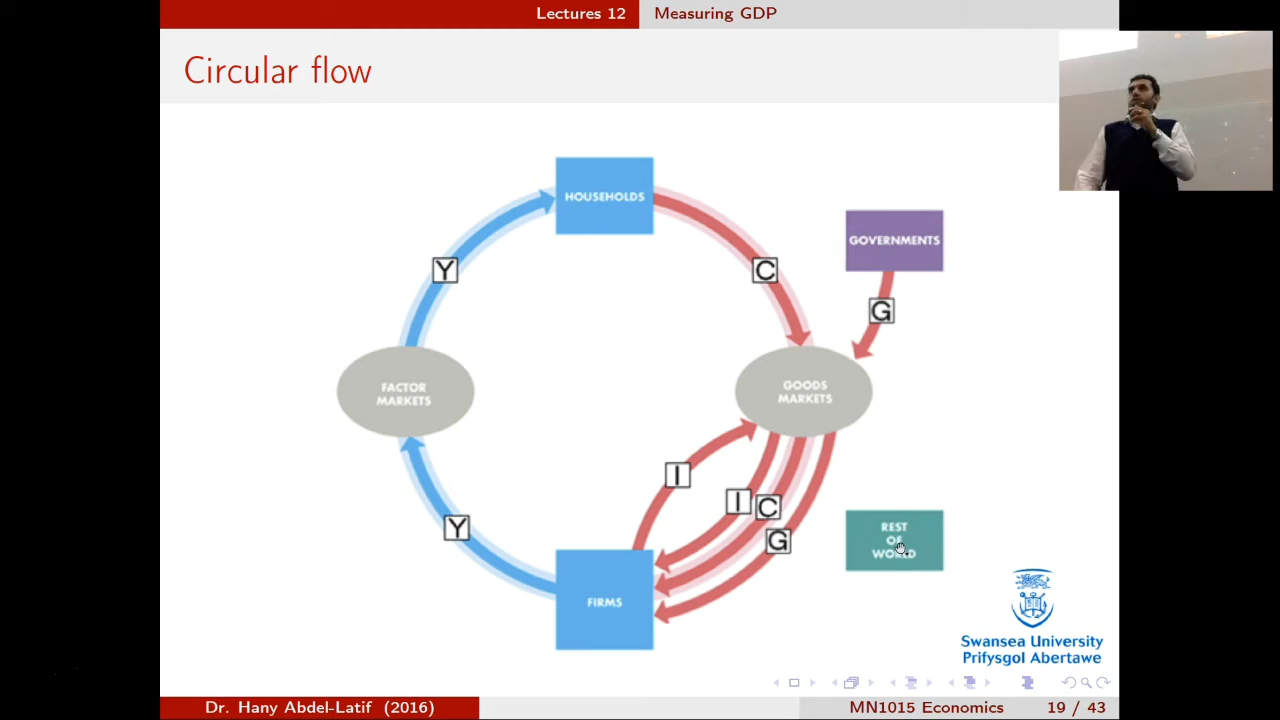 Lectures 12 Measuring GDP
Circular flow
HOUSEHOLDS
GOVERNMENTS
Y
C
G
FACTOR
MARKETS
GOODS
MARKETS
I
I
C
Y
G
REST
OF
WORLD
FIRMS
Swansea University
Prifysgol Abertawe
Dr. Hany Abdel-Latif (2016) MN1015 Economics 19 / 43